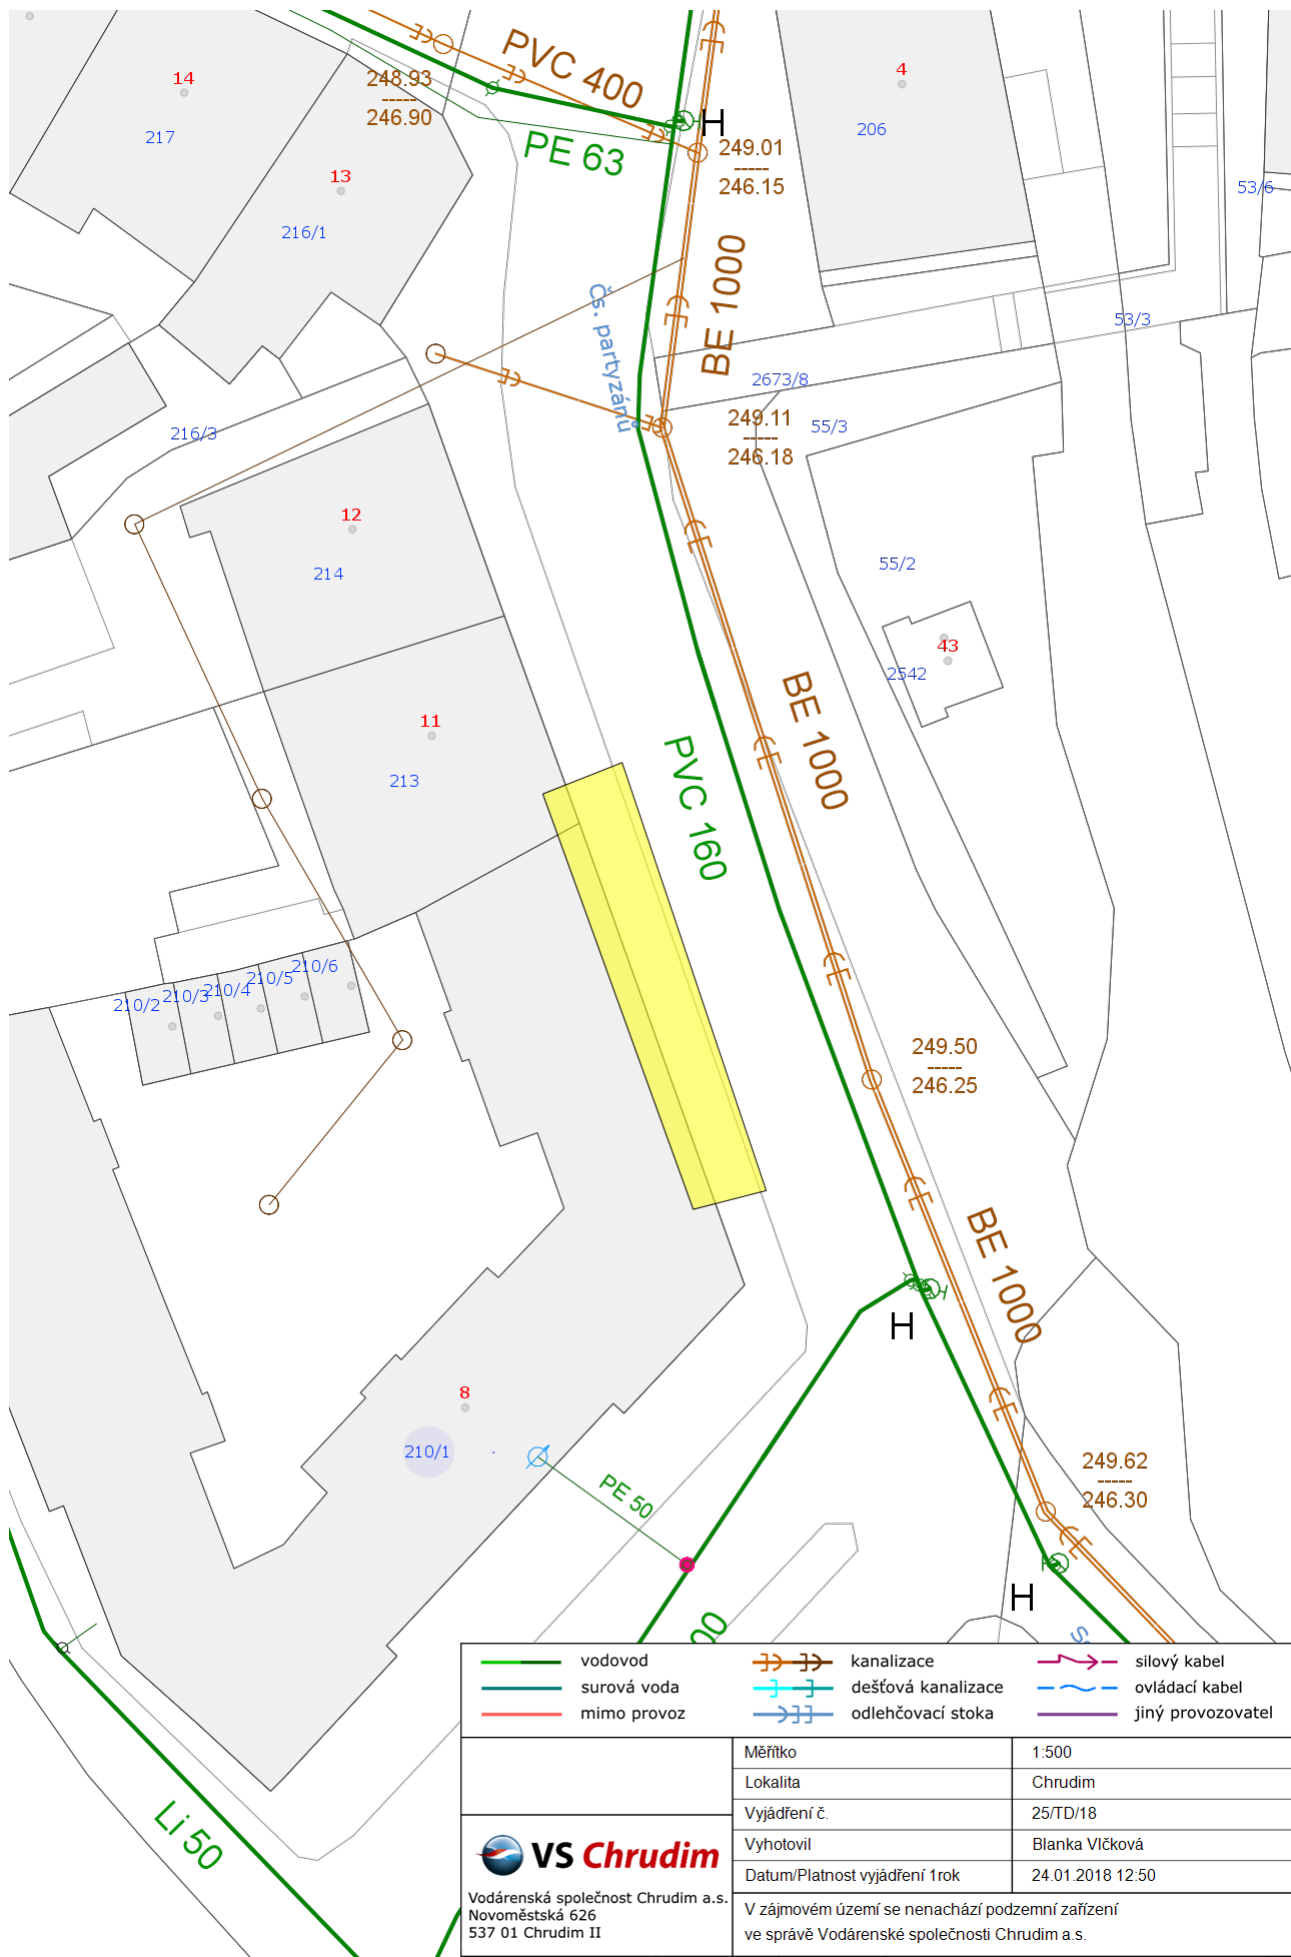 14
217
248.93
-----
246.90
PVC 400
H
PE 63
4
206
249.01
-----
246.15
53/6
13
216/1
BE 1000
Čs. partyzánů
53/3
2673/8
216/3
249.11
-----
246.18
55/3
12
214
55/2
43
2542
11
213
PVC 160
BE 1000
210/2
210/3
210/4
210/5
210/6
249.50
-----
246.25
BE 1000
H
8
210/1
PE 50
249.62
-----
246.30
H
Li 50
vodovod
surová voda
mimo provoz
kanalizace
dešťová kanalizace
odlehčovací stoka
silový kabel
ovládací kabel
jiný provozovatel
Měřítko 1:500
Lokalita Chrudim
Vyjádření č. 25/TD/18
Vyhotovil Blanka Vlčková
Datum/Platnost vyjádření 1rok 24.01.2018 12:50
VS Chrudim
Vodárenská společnost Chrudim a.s.
Novoměstská 626
537 01 Chrudim II
V zájmovém území se nenachází podzemní zařízení
ve správě Vodárenské společnosti Chrudim a.s.